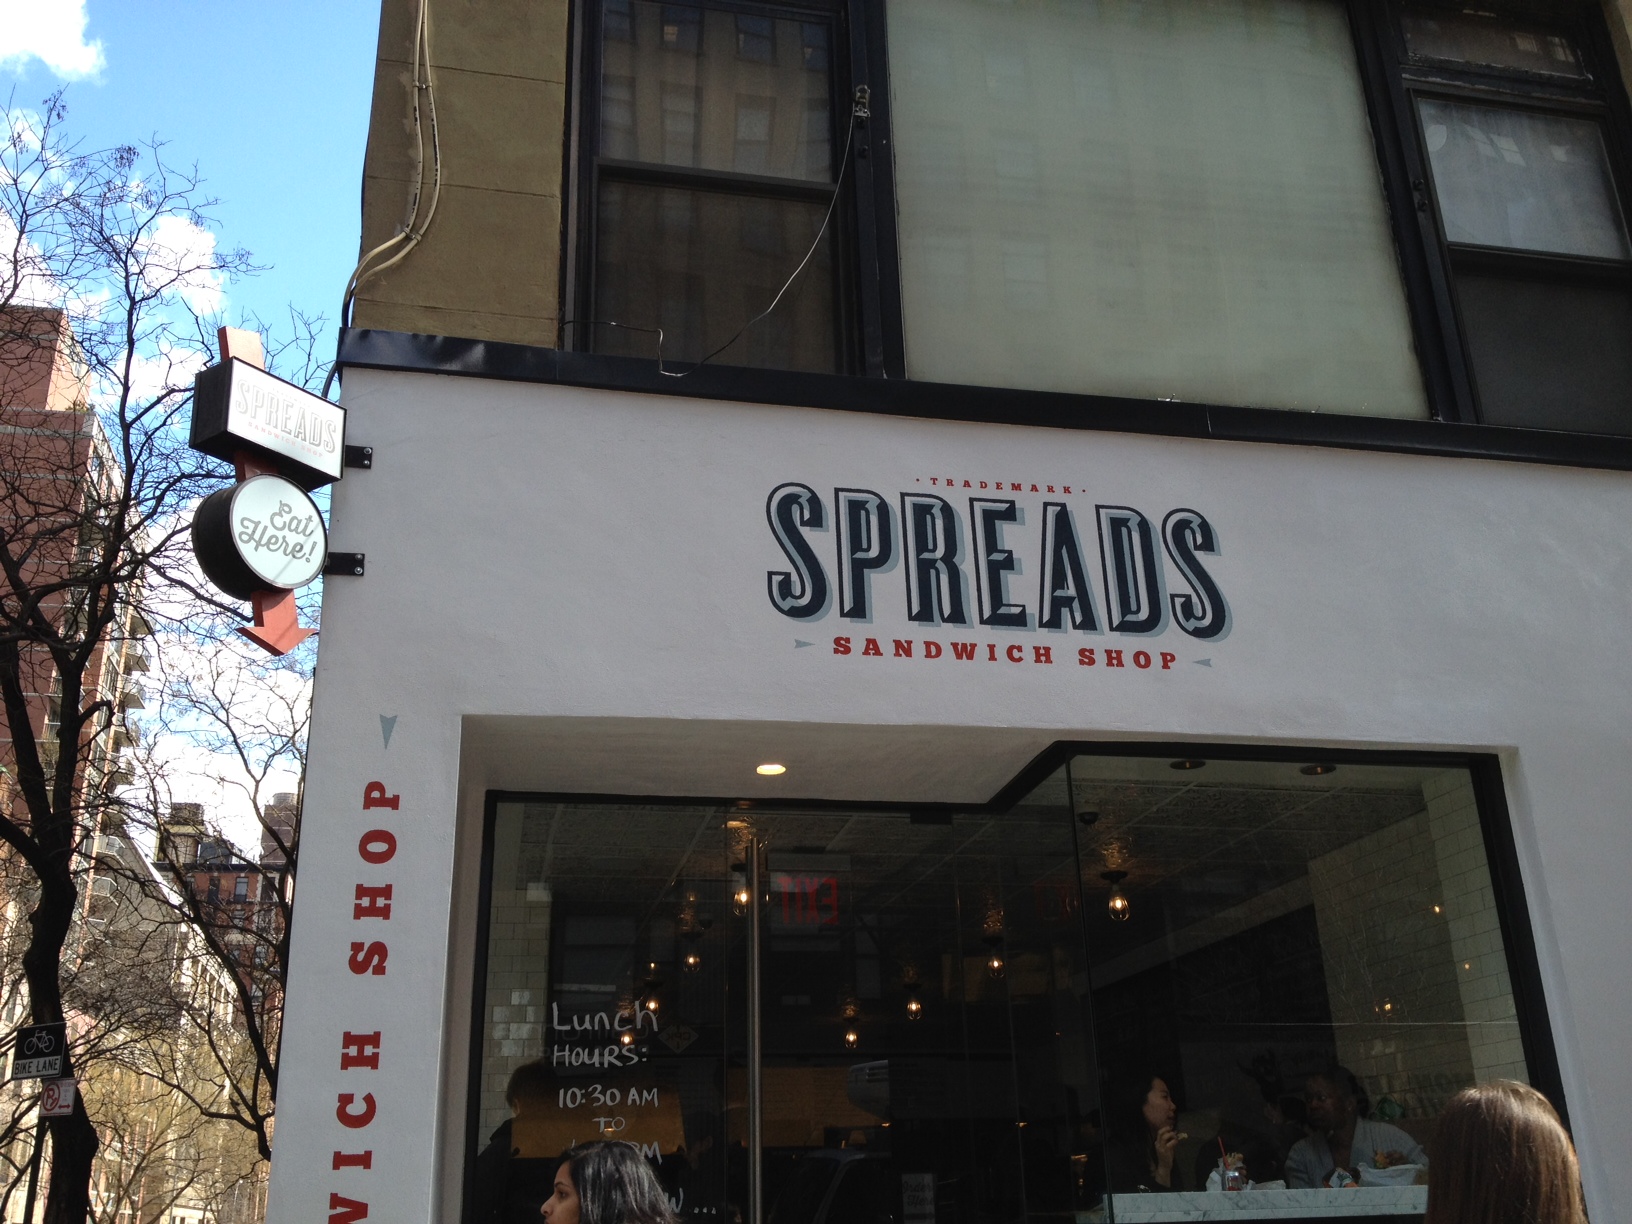 SPREADS
SANDWICH SHOP
Eat
Here!
· TRADEMARK ·
SPREADS
SANDWICH SHOP
WICH SHOP
EXIT
Lunch
HOURS:
10:30 AM
TO
BIKE LANE